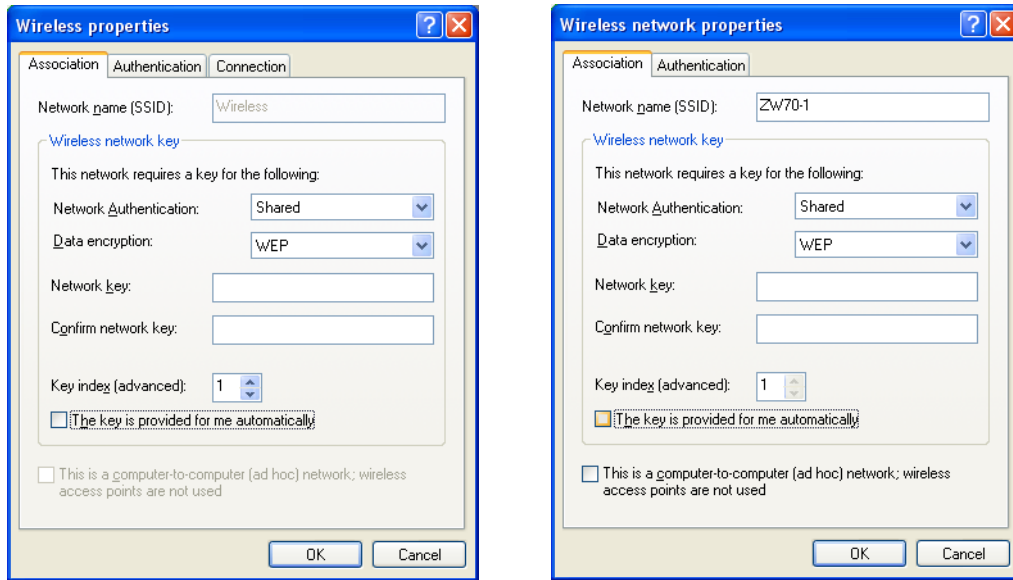 Wireless properties
Association Authentication Connection
Network name (SSID): Wireless
Wireless network key
This network requires a key for the following:
Network Authentication: Shared
Data encryption: WEP
Network key:
Confirm network key:
Key index (advanced): 1
The key is provided for me automatically
This is a computer-to-computer (ad hoc) network; wireless
access points are not used
OK Cancel
Wireless network properties
Association Authentication
Network name (SSID): ZW70-1
Wireless network key
This network requires a key for the following:
Network Authentication: Shared
Data encryption: WEP
Network key:
Confirm network key:
Key index (advanced): 1
The key is provided for me automatically
This is a computer-to-computer (ad hoc) network; wireless
access points are not used
OK Cancel